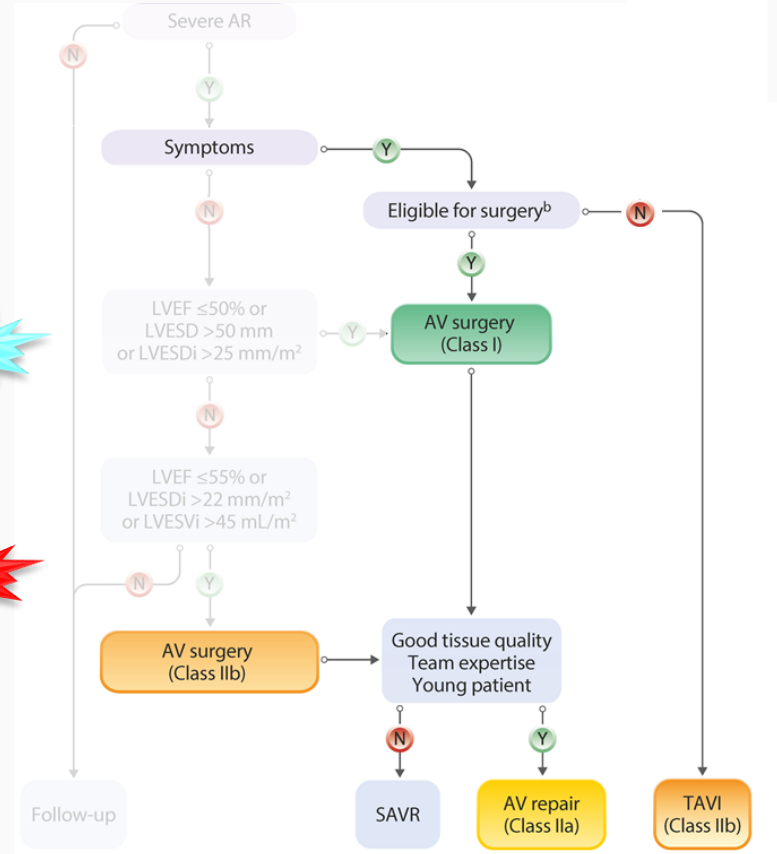 Severe AR
N
Y
Symptoms
Y
N
Eligible for surgeryᵇ
N
Y
LVEF ≤50% or
LVESD >50 mm
or LVESDi >25 mm/m²
Y
AV surgery
(Class I)
N
LVEF ≤55% or
LVESDi >22 mm/m²
or LVESVi >45 mL/m²
N
Y
AV surgery
(Class IIb)
Good tissue quality
Team expertise
Young patient
N
Y
Follow-up
SAVR
AV repair
(Class IIa)
TAVI
(Class IIb)